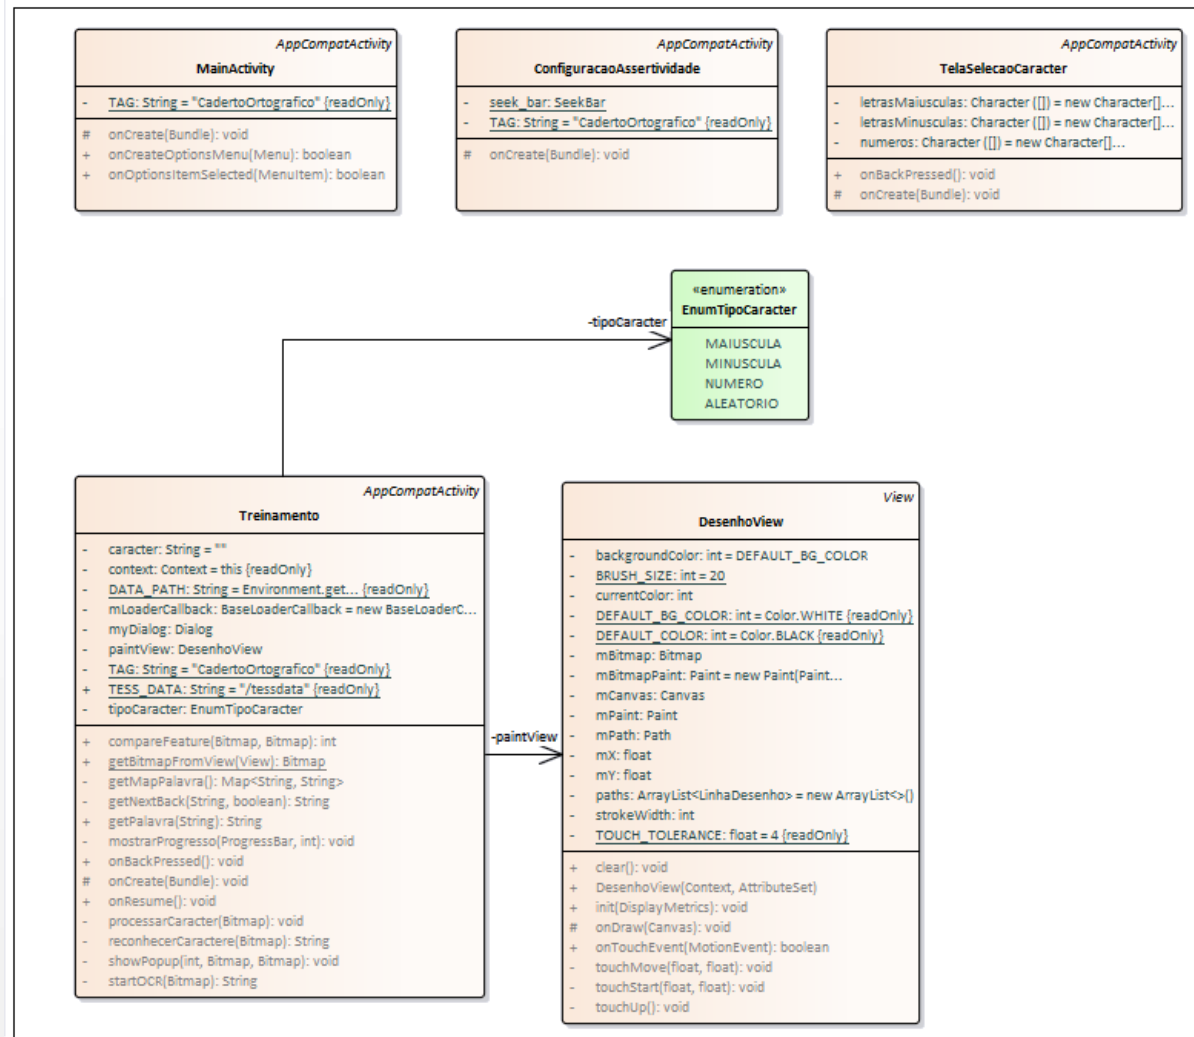 AppCompatActivity
MainActivity
- TAG: String = "CadertoOrtografico" {readOnly}
# onCreate(Bundle): void
+ onCreateOptionsMenu(Menu): boolean
+ onOptionsItemSelected(MenuItem): boolean
AppCompatActivity
ConfiguracaoAssertividade
- seek_bar: SeekBar
- TAG: String = "CadertoOrtografico" {readOnly}
# onCreate(Bundle): void
AppCompatActivity
TelaSelecaoCaracter
- letrasMaiusculas: Character ([]) = new Character[]...
- letrasMinusculas: Character ([]) = new Character[]...
- numeros: Character ([]) = new Character[]...
+ onBackPressed(): void
# onCreate(Bundle): void
«enumeration»
EnumTipoCaracter
MAIUSCULA
MINUSCULA
NUMERO
ALEATORIO
-tipoCaracter
AppCompatActivity
Treinamento
- caracter: String = ""
- context: Context = this {readOnly}
- DATA_PATH: String = Environment.get... {readOnly}
- mLoaderCallback: BaseLoaderCallback = new BaseLoaderC...
- myDialog: Dialog
- paintView: DesenhoView
- TAG: String = "CadertoOrtografico" {readOnly}
+ TESS_DATA: String = "/tessdata" {readOnly}
- tipoCaracter: EnumTipoCaracter
+ compareFeature(Bitmap, Bitmap): int
+ getBitmapFromView(View): Bitmap
- getMapPalavra(): Map<String, String>
- getNextBack(String, boolean): String
+ getPalavra(String): String
- mostrarProgresso(ProgressBar, int): void
+ onBackPressed(): void
# onCreate(Bundle): void
+ onResume(): void
- processarCaracter(Bitmap): void
- reconhecerCaractere(Bitmap): String
- showPopup(int, Bitmap, Bitmap): void
- startOCR(Bitmap): String
-paintView
View
DesenhoView
- backgroundColor: int = DEFAULT_BG_COLOR
- BRUSH_SIZE: int = 20
- currentColor: int
- DEFAULT_BG_COLOR: int = Color.WHITE {readOnly}
- DEFAULT_COLOR: int = Color.BLACK {readOnly}
- mBitmap: Bitmap
- mBitmapPaint: Paint = new Paint(Paint...
- mCanvas: Canvas
- mPaint: Paint
- mPath: Path
- mX: float
- mY: float
- paths: ArrayList<LinhaDesenho> = new ArrayList<>()
- strokeWidth: int
- TOUCH_TOLERANCE: float = 4 {readOnly}
+ clear(): void
+ DesenhoView(Context, AttributeSet)
+ init(DisplayMetrics): void
# onDraw(Canvas): void
+ onTouchEvent(MotionEvent): boolean
- touchMove(float, float): void
- touchStart(float, float): void
- touchUp(): void